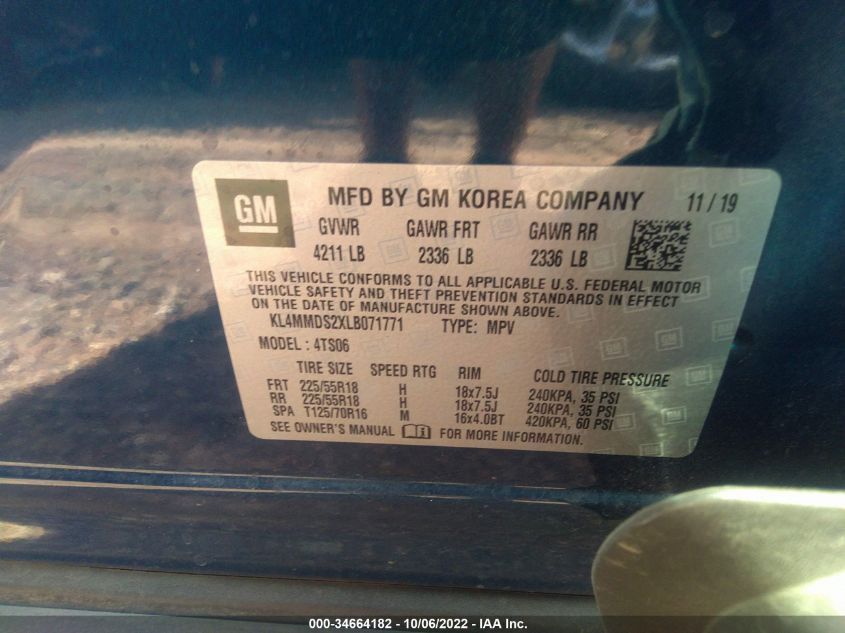 GM
MFD BY GM KOREA COMPANY 11 / 19
GVWR GAWR FRT GAWR RR
4211 LB 2336 LB 2336 LB
THIS VEHICLE CONFORMS TO ALL APPLICABLE U.S. FEDERAL MOTOR
VEHICLE SAFETY AND THEFT PREVENTION STANDARDS IN EFFECT
ON THE DATE OF MANUFACTURE SHOWN ABOVE.
KL4MMDS2XLB071771 TYPE: MPV
MODEL : 4TS06
TIRE SIZE SPEED RTG RIM COLD TIRE PRESSURE
FRT 225/55R18 H 18x7.5J 240KPA, 35 PSI
RR 225/55R18 H 18x7.5J 240KPA, 35 PSI
SPA T125/70R16 M 16x4.0BT 420KPA, 60 PSI
SEE OWNER'S MANUAL FOR MORE INFORMATION.
000-34664182 - 10/06/2022 - IAA Inc.